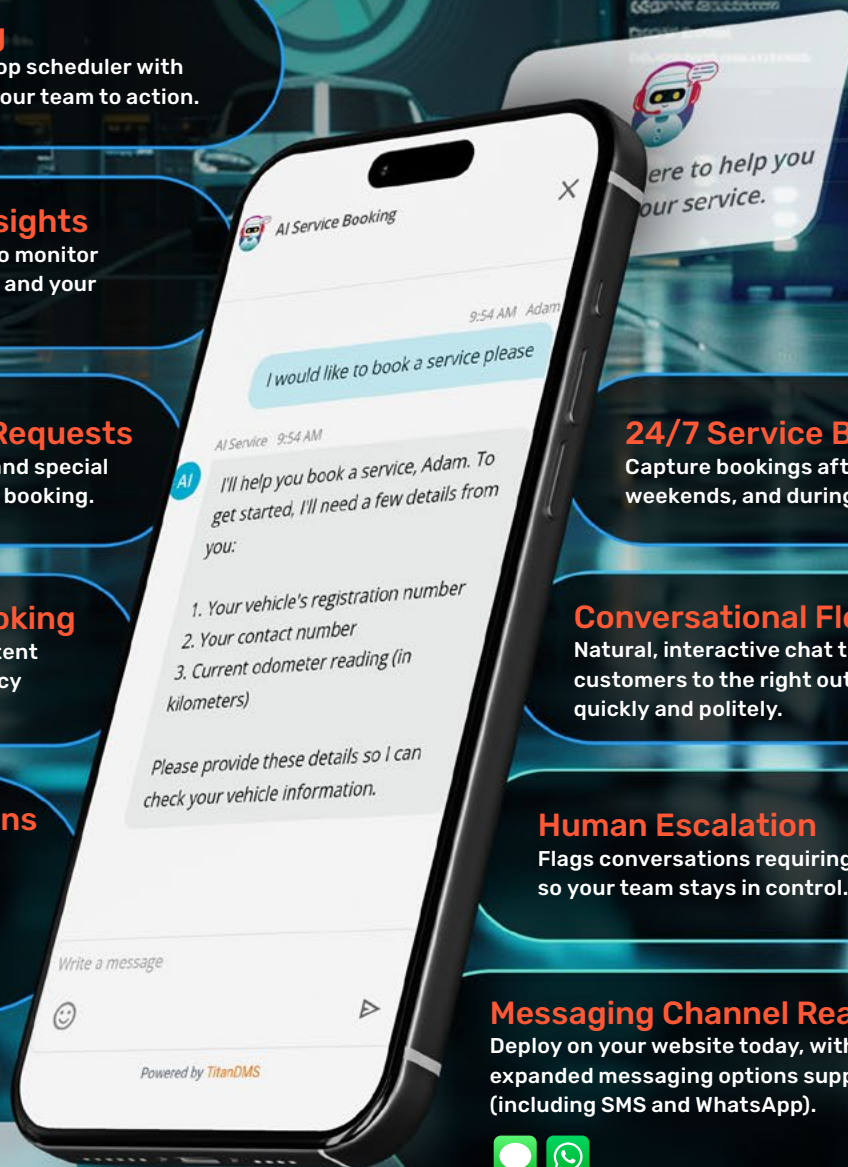 op scheduler with
our team to action.
sights
o monitor
and your
Requests
and special
booking.
oking
tent
cy
ns
ere to help you
our service.
AI Service Booking
9:54 AM Adam
I would like to book a service please
AI Service 9:54 AM
AI
I'll help you book a service, Adam. To
get started, I'll need a few details from
you:
1. Your vehicle's registration number
2. Your contact number
3. Current odometer reading (in
kilometers)
Please provide these details so I can
check your vehicle information.
Write a message
Powered by TitanDMS
24/7 Service B
Capture bookings aft
weekends, and during
Conversational Flo
Natural, interactive chat t
customers to the right out
quickly and politely.
Human Escalation
Flags conversations requiring
so your team stays in control.
Messaging Channel Rea
Deploy on your website today, with
expanded messaging options supp
(including SMS and WhatsApp).